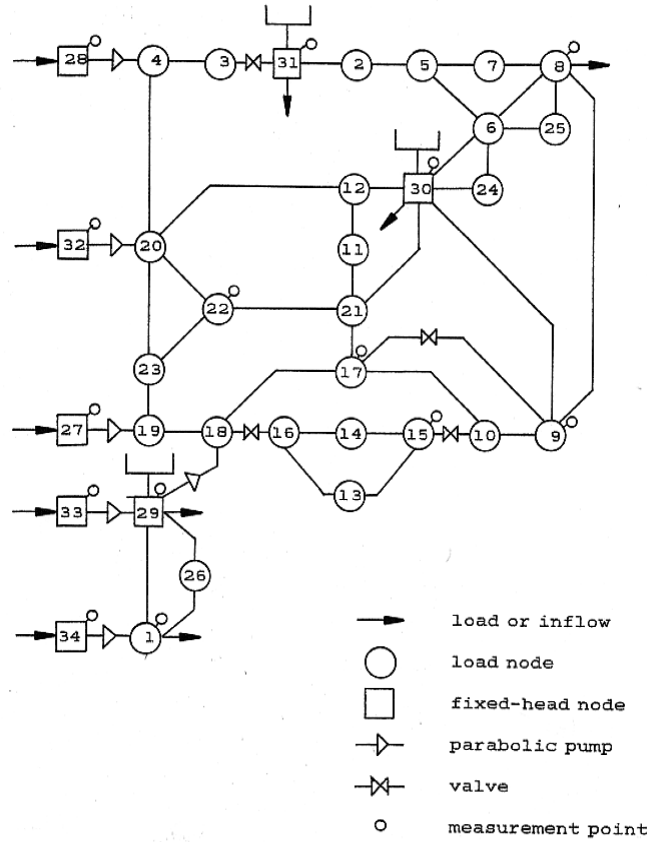 28 4 3 31 2 5 7 8
6 25
12 30 24
32 20 11
22 21
23 17
27 19 18 16 14 15 10 9
33 29 13
26
34 1
load or inflow
load node
fixed-head node
parabolic pump
valve
measurement point